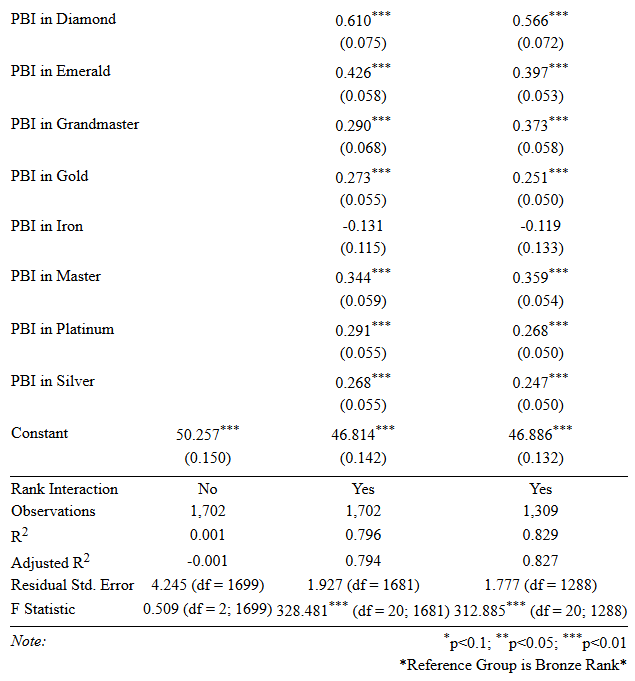 PBI in Diamond 0.610*** 0.566***
(0.075) (0.072)
PBI in Emerald 0.426*** 0.397***
(0.058) (0.053)
PBI in Grandmaster 0.290*** 0.373***
(0.068) (0.058)
PBI in Gold 0.273*** 0.251***
(0.055) (0.050)
PBI in Iron -0.131 -0.119
(0.115) (0.133)
PBI in Master 0.344*** 0.359***
(0.059) (0.054)
PBI in Platinum 0.291*** 0.268***
(0.055) (0.050)
PBI in Silver 0.268*** 0.247***
(0.055) (0.050)
Constant 50.257*** 46.814*** 46.886***
(0.150) (0.142) (0.132)
Rank Interaction No Yes Yes
Observations 1,702 1,702 1,309
R2 0.001 0.796 0.829
Adjusted R2 -0.001 0.794 0.827
Residual Std. Error 4.245 (df = 1699) 1.927 (df = 1681) 1.777 (df = 1288)
F Statistic 0.509 (df = 2; 1699) 328.481*** (df = 20; 1681) 312.885*** (df = 20; 1288)
Note: *p<0.1; **p<0.05; ***p<0.01
*Reference Group is Bronze Rank*